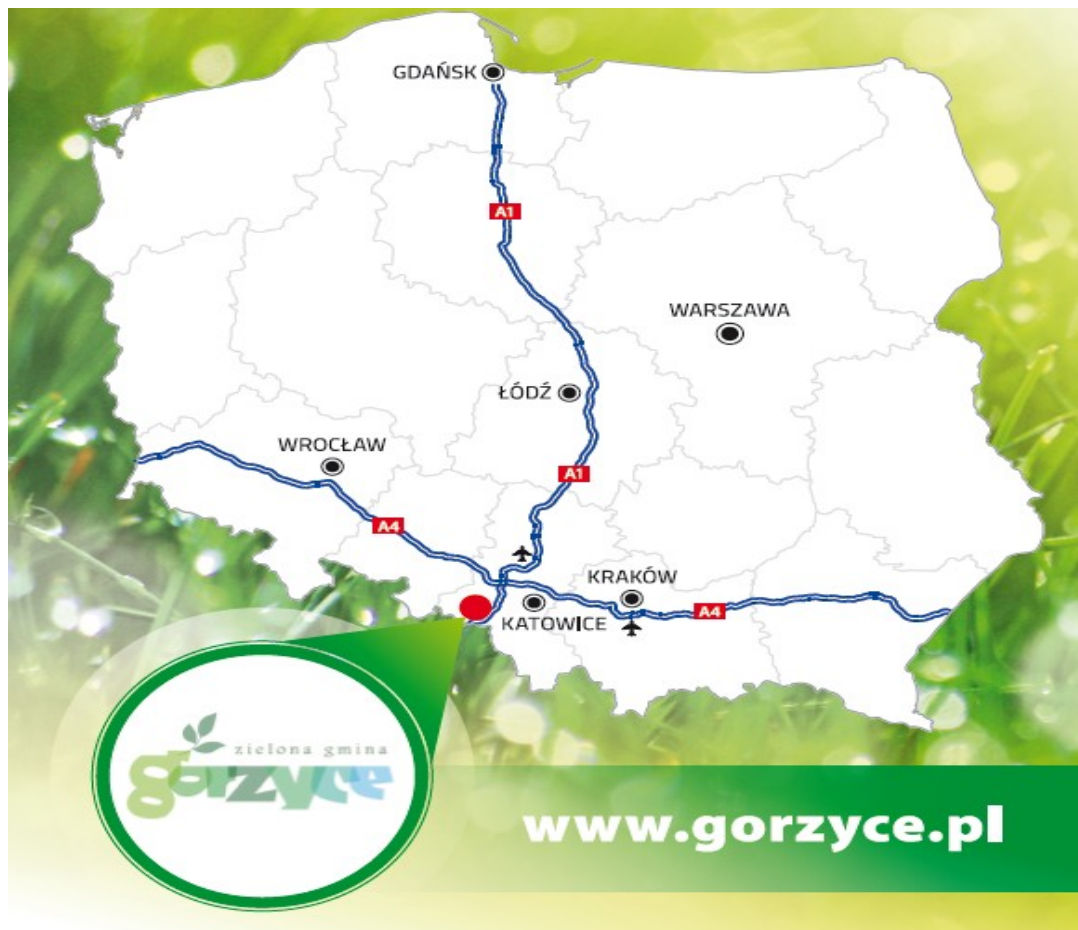 GDAŃSK
A1
WARSZAWA
ŁÓDŹ
WROCŁAW
A1
A4
KRAKÓW
KATOWICE
A4
zielona gmina
gorzyce
www.gorzyce.pl